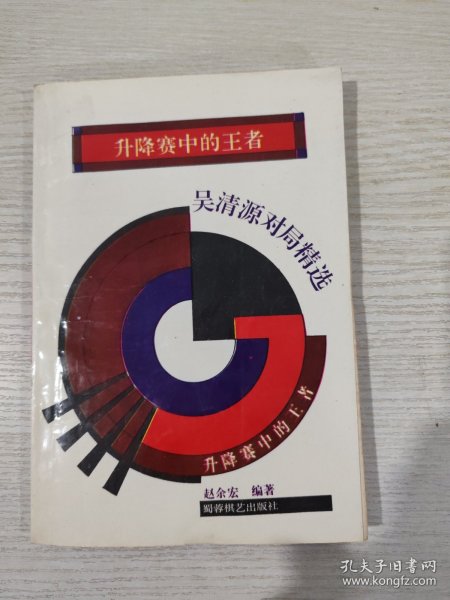 升降赛中的王者
吴清源对局精选
升降赛中的王者
赵余宏 编著
蜀蓉棋艺出版社
孔夫子旧书网
www.kongfz.com